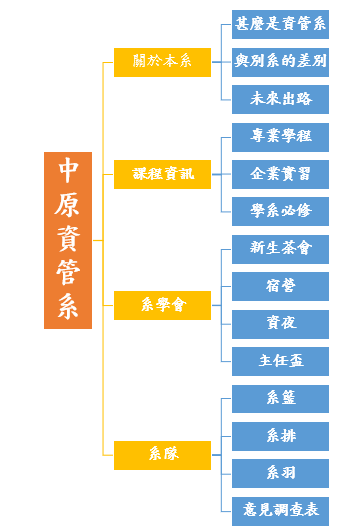 中原資管系
關於本系
甚麼是資管系
與別系的差別
未來出路
課程資訊
專業學程
企業實習
學系必修
系學會
新生茶會
宿營
資夜
主任盃
系隊
系籃
系排
系羽
意見調查表